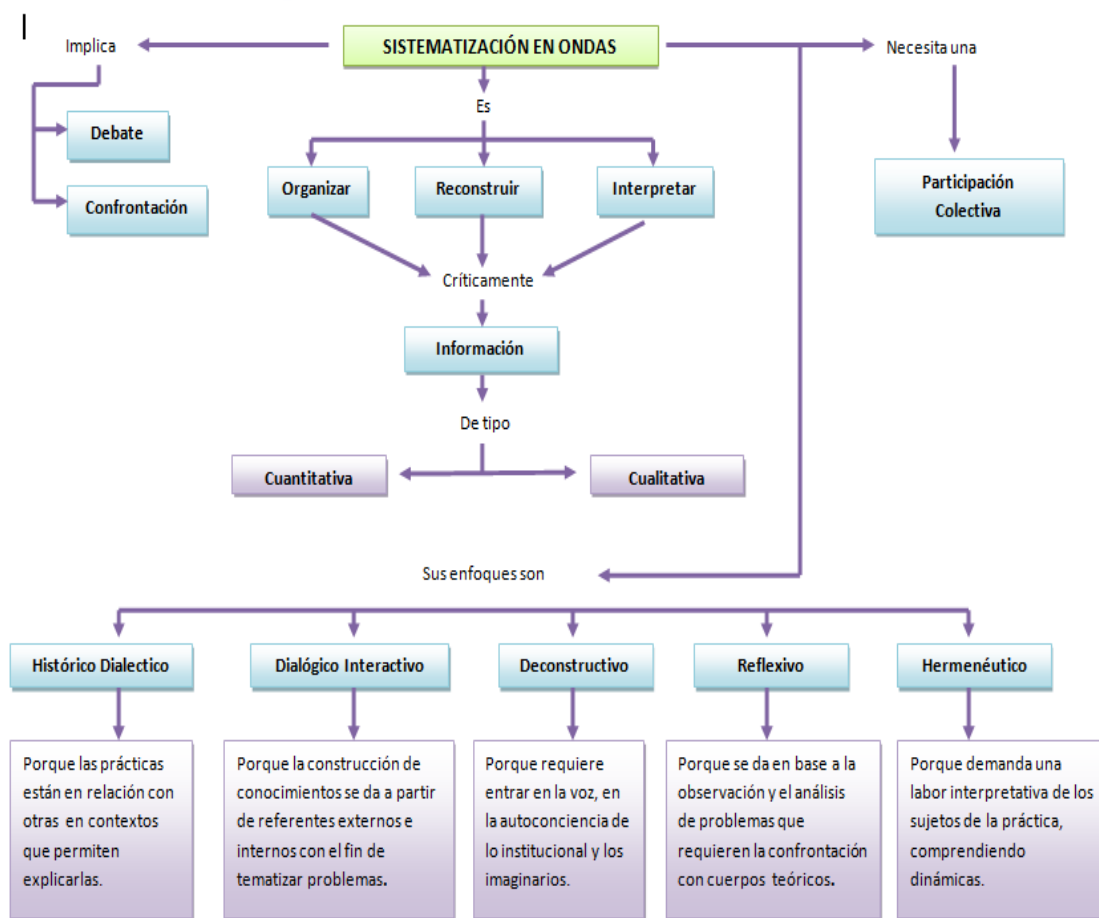 Implica
SISTEMATIZACIÓN EN ONDAS
Necesita una
Es
Debate
Confrontación
Organizar
Reconstruir
Interpretar
Participación
Colectiva
Críticamente
Información
De tipo
Cuantitativa
Cualitativa
Sus enfoques son
Histórico Dialectico
Dialógico Interactivo
Deconstructivo
Reflexivo
Hermenéutico
Porque las prácticas
están en relación con
otras en contextos
que permiten
explicarlas.
Porque la construcción de
conocimientos se da a partir
de referentes externos e
internos con el fin de
tematizar problemas.
Porque requiere
entrar en la voz, en
la autoconciencia de
lo institucional y los
imaginarios.
Porque se da en base a la
observación y el análisis
de problemas que
requieren la confrontación
con cuerpos teóricos.
Porque demanda una
labor interpretativa de los
sujetos de la práctica,
comprendiendo
dinámicas.